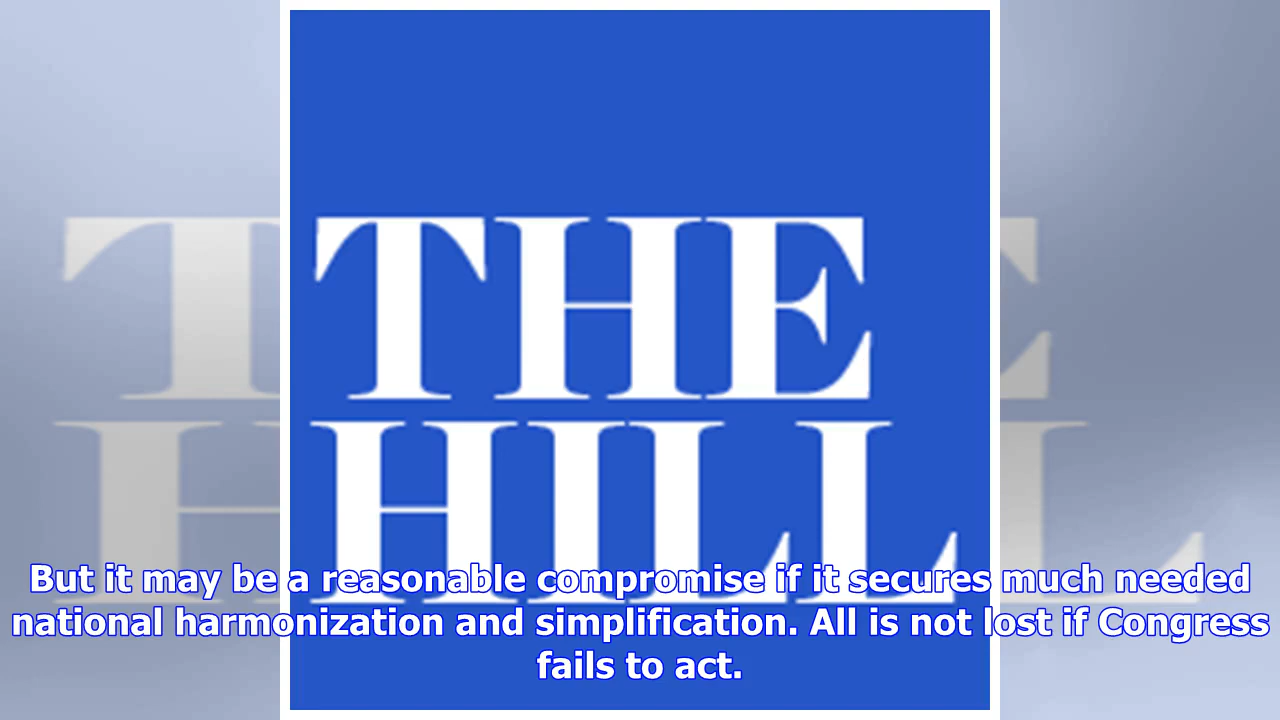 THE
HILL
But it may be a reasonable compromise if it secures much needed
national harmonization and simplification. All is not lost if Congress
fails to act.